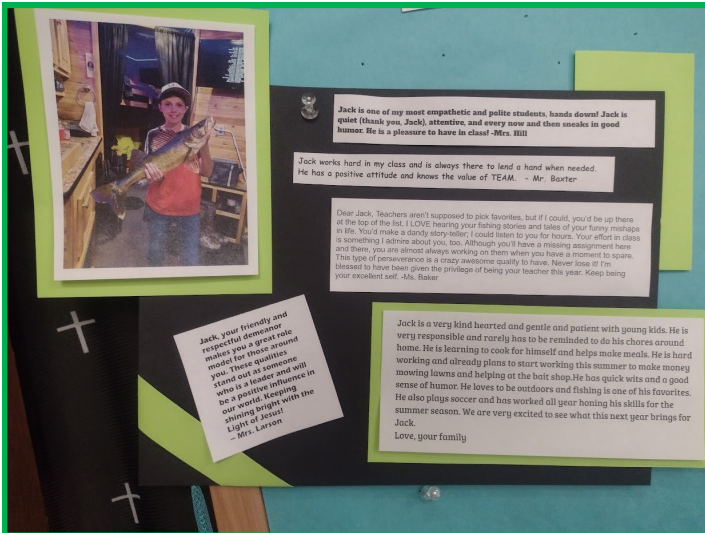 Jack is one of my most empathetic and polite students, hands down! Jack is
quiet (thank you, Jack), attentive, and every now and then sneaks in good
humor. He is a pleasure to have in class! -Mrs. Hill
Jack works hard in my class and is always there to lend a hand when needed.
He has a positive attitude and knows the value of TEAM. - Mr. Baxter
Dear Jack, Teachers aren't supposed to pick favorites, but if I could, you'd be up there
at the top of the list. I LOVE hearing your fishing stories and tales of your funny mishaps
in life. You'd make a dandy story-teller; I could listen to you for hours. Your effort in class
is something I admire about you, too. Although you'll have a missing assignment here
and there, you are almost always working on them when you have a moment to spare.
This type of perseverance is a crazy awesome quality to have. Never lose it! I'm
blessed to have been given the privilege of being your teacher this year. Keep being
your excellent self. -Ms. Baker
Jack, your friendly and
respectful demeanor
makes you a great role
model for those around
you. These qualities
stand out as someone
who is a leader and will
be a positive influence in
our world. Keeping
shining bright with the
Light of Jesus!
~ Mrs. Larson
Jack is a very kind hearted and gentle and patient with young kids. He is
very responsible and rarely has to be reminded to do his chores around
home. He is learning to cook for himself and helps make meals. He is hard
working and already plans to start working this summer to make money
mowing lawns and helping at the bait shop.He has quick wits and a good
sense of humor. He loves to be outdoors and fishing is one of his favorites.
He also plays soccer and has worked all year honing his skills for the
summer season. We are very excited to see what this next year brings for
Jack.
Love, your family